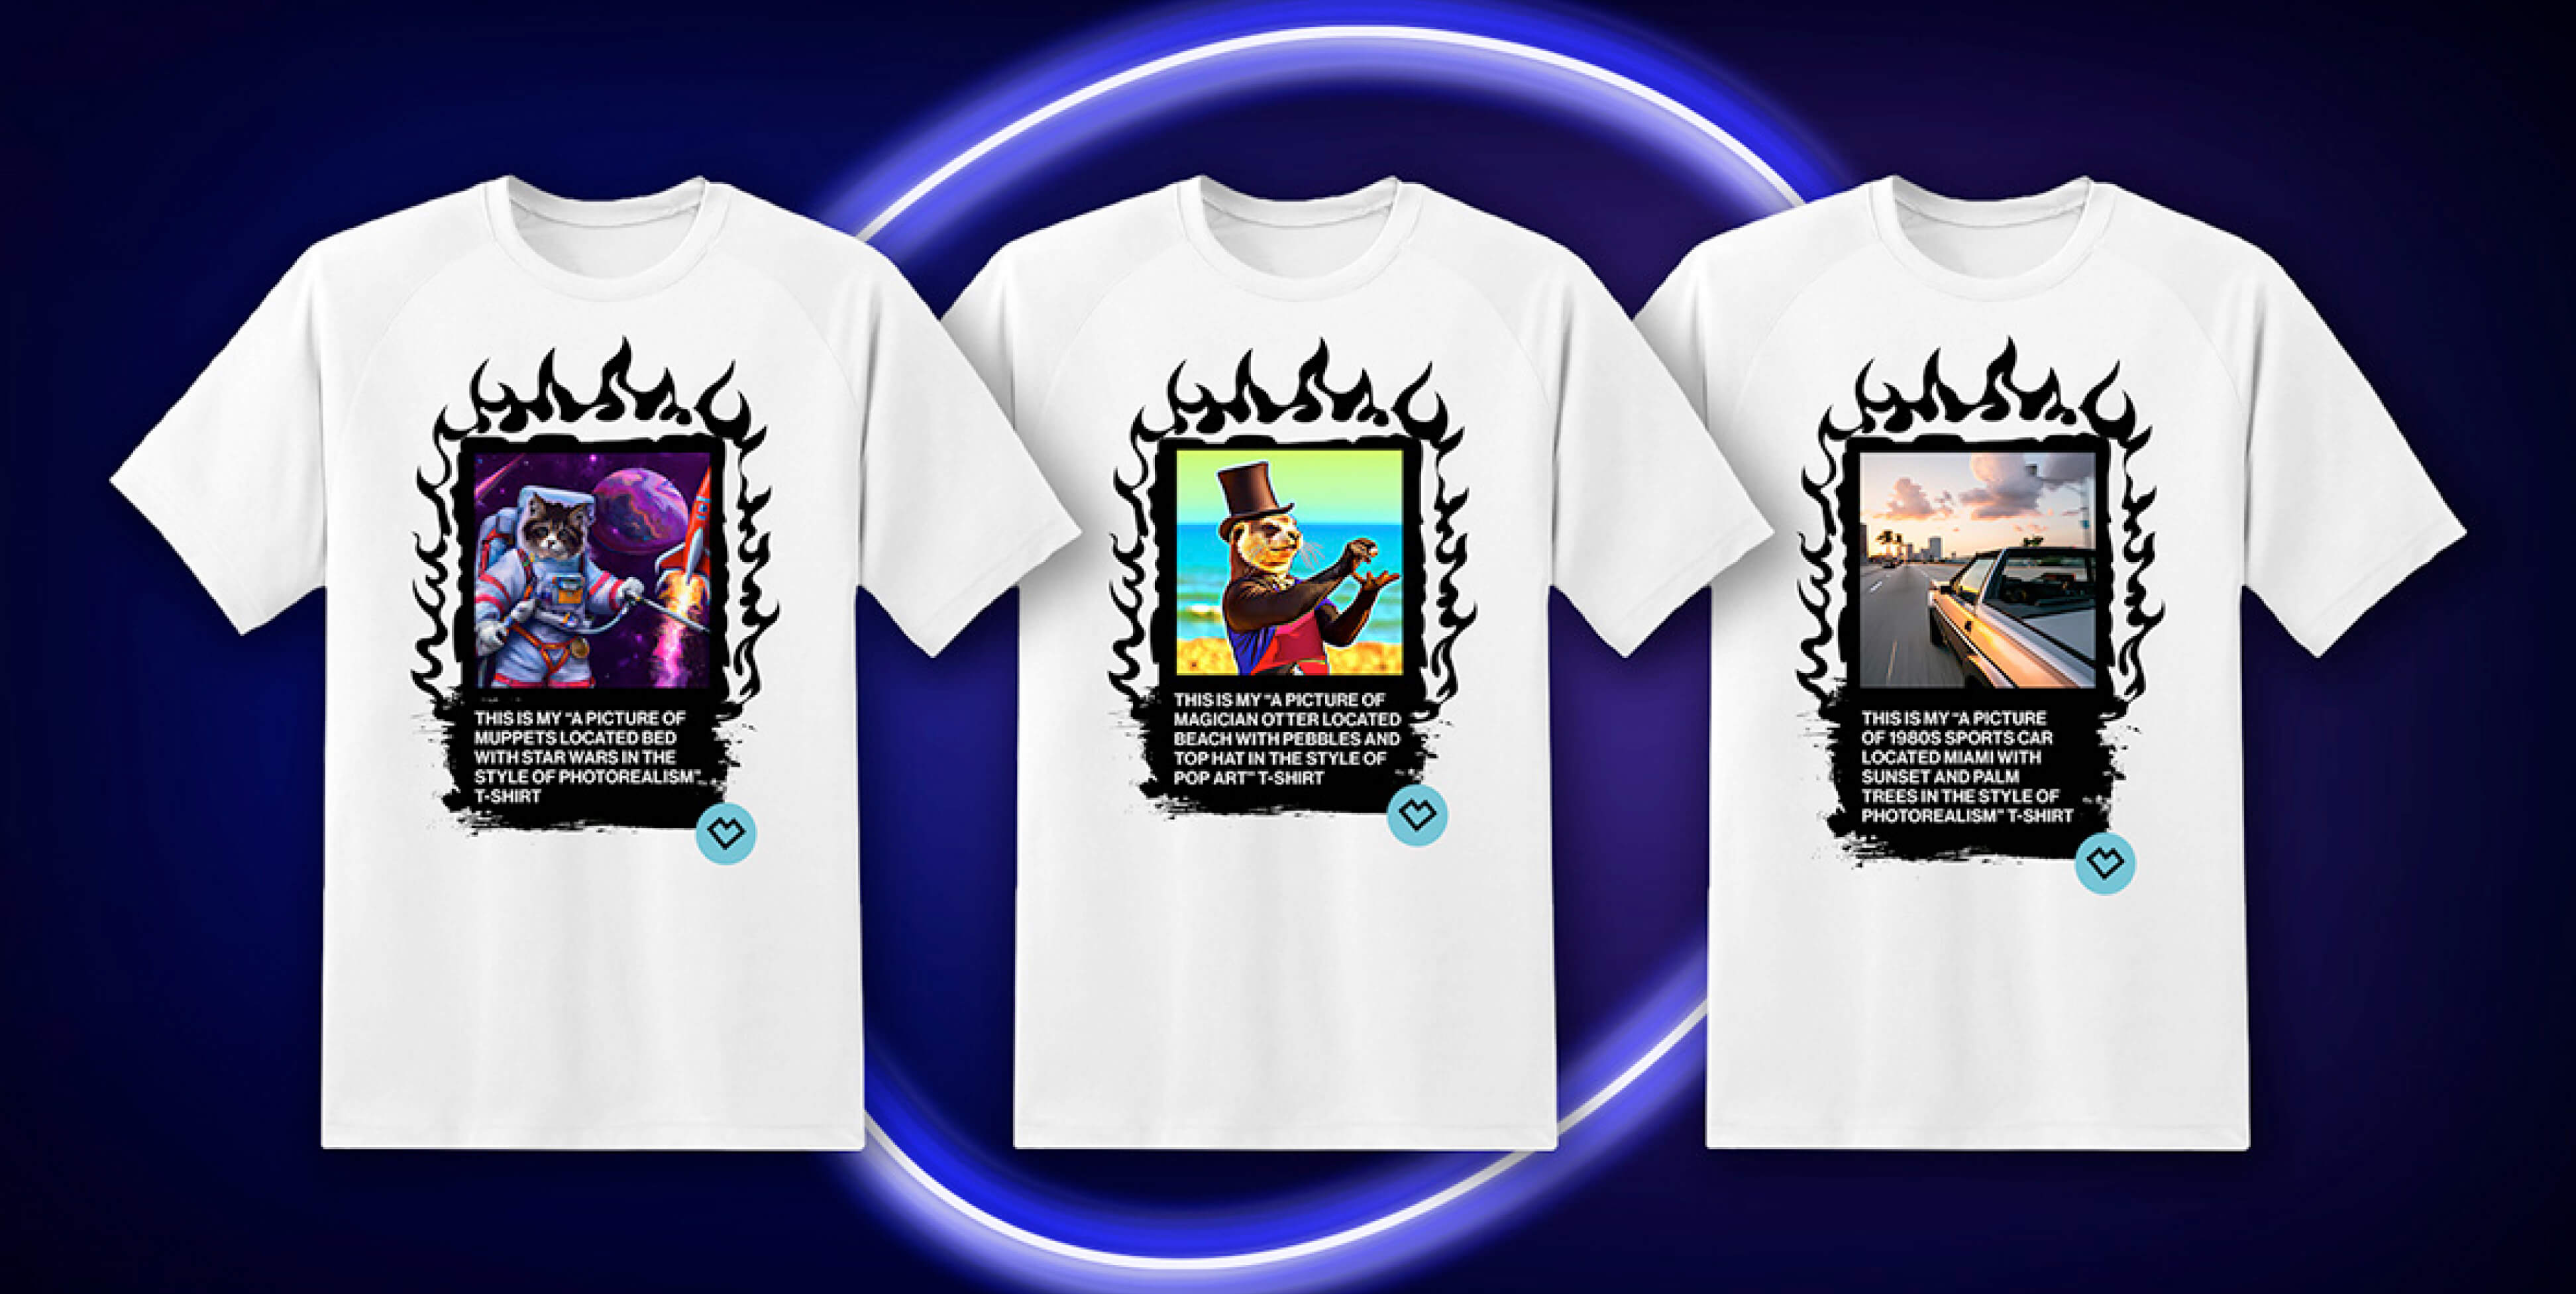 THIS IS MY "A PICTURE OF
MUPPETS LOCATED BED
WITH STAR WARS IN THE
STYLE OF PHOTOREALISM"
T-SHIRT
THIS IS MY "A PICTURE OF
MAGICIAN OTTER LOCATED
BEACH WITH PEBBLES AND
TOP HAT IN THE STYLE OF
POP ART" T-SHIRT
THIS IS MY "A PICTURE
OF 1980S SPORTS CAR
LOCATED MIAMI WITH
SUNSET AND PALM
TREES IN THE STYLE OF
PHOTOREALISM" T-SHIRT